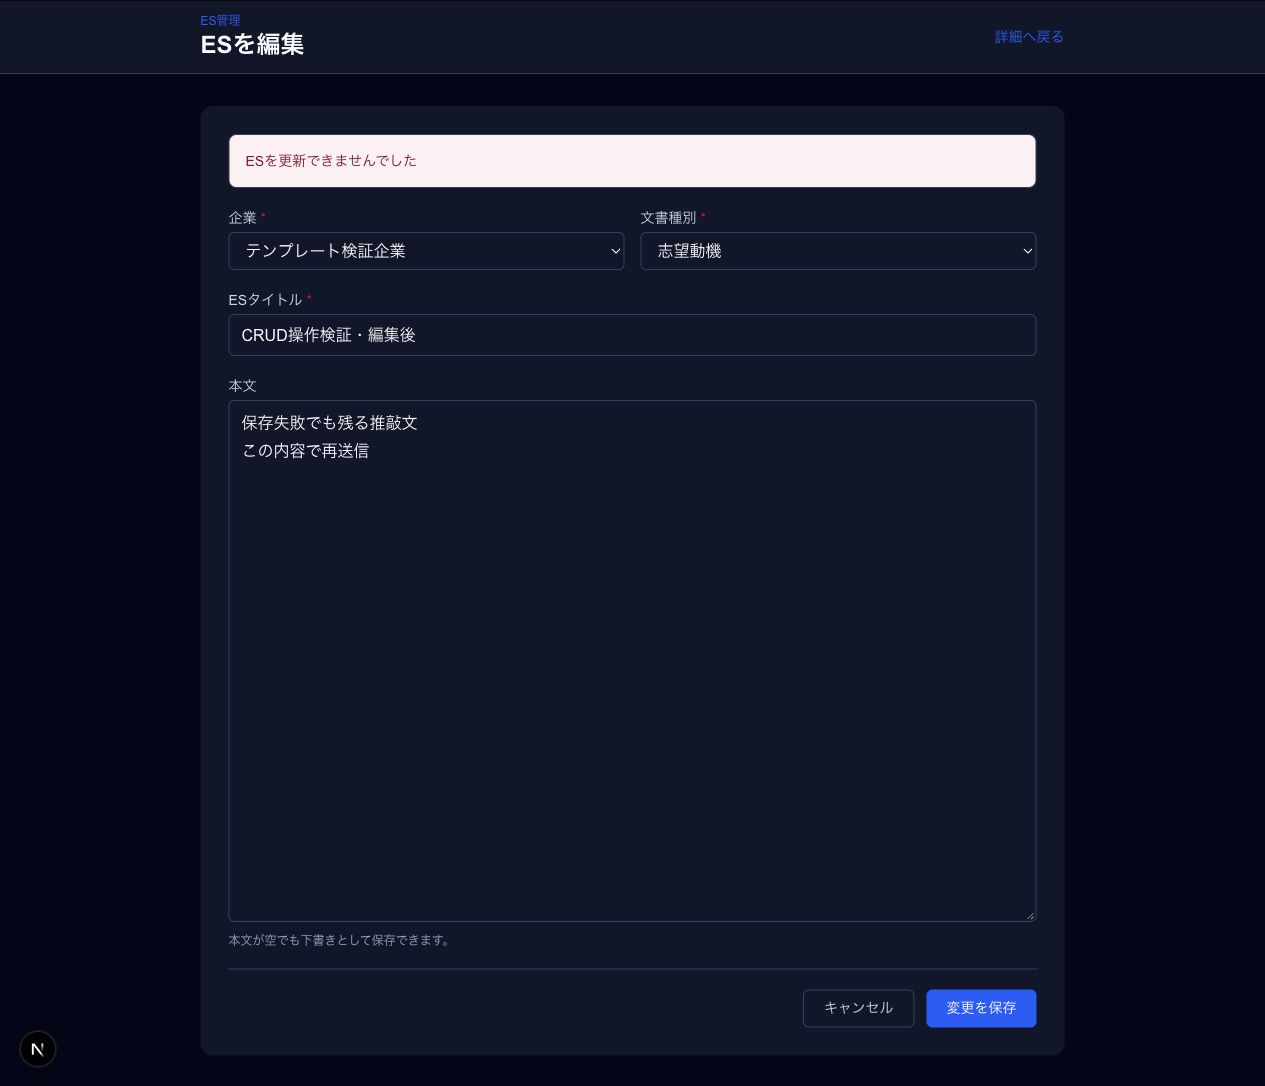 ES管理
ESを編集
詳細へ戻る
ESを更新できませんでした
企業 *
文書種別 *
テンプレート検証企業
志望動機
ESタイトル *
CRUD操作検証・編集後
本文
保存失敗でも残る推敲文
この内容で再送信
本文が空でも下書きとして保存できます。
キャンセル
変更を保存
N